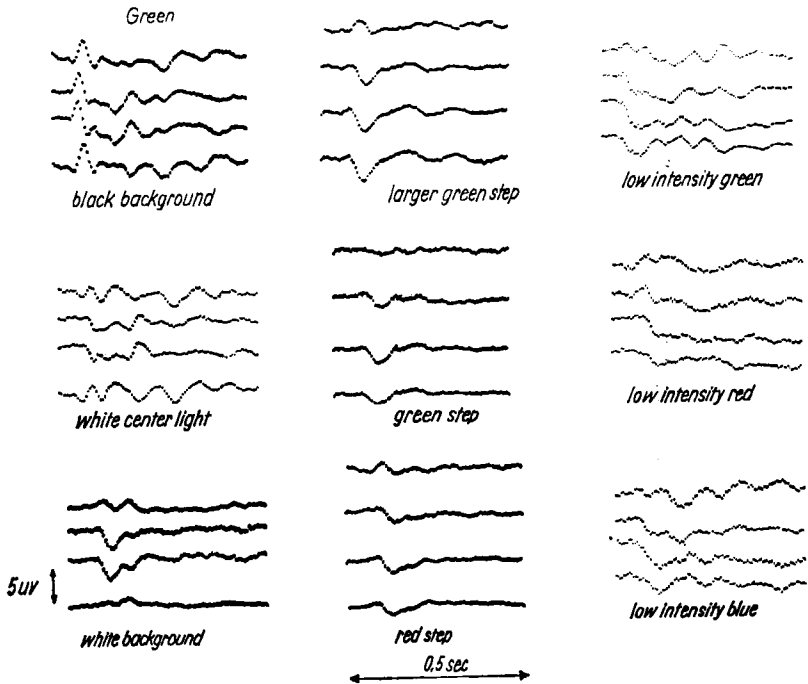 Green
black background
larger green step
low intensity green
white center light
green step
low intensity red
5uv
white background
red step
low intensity blue
0.5 sec